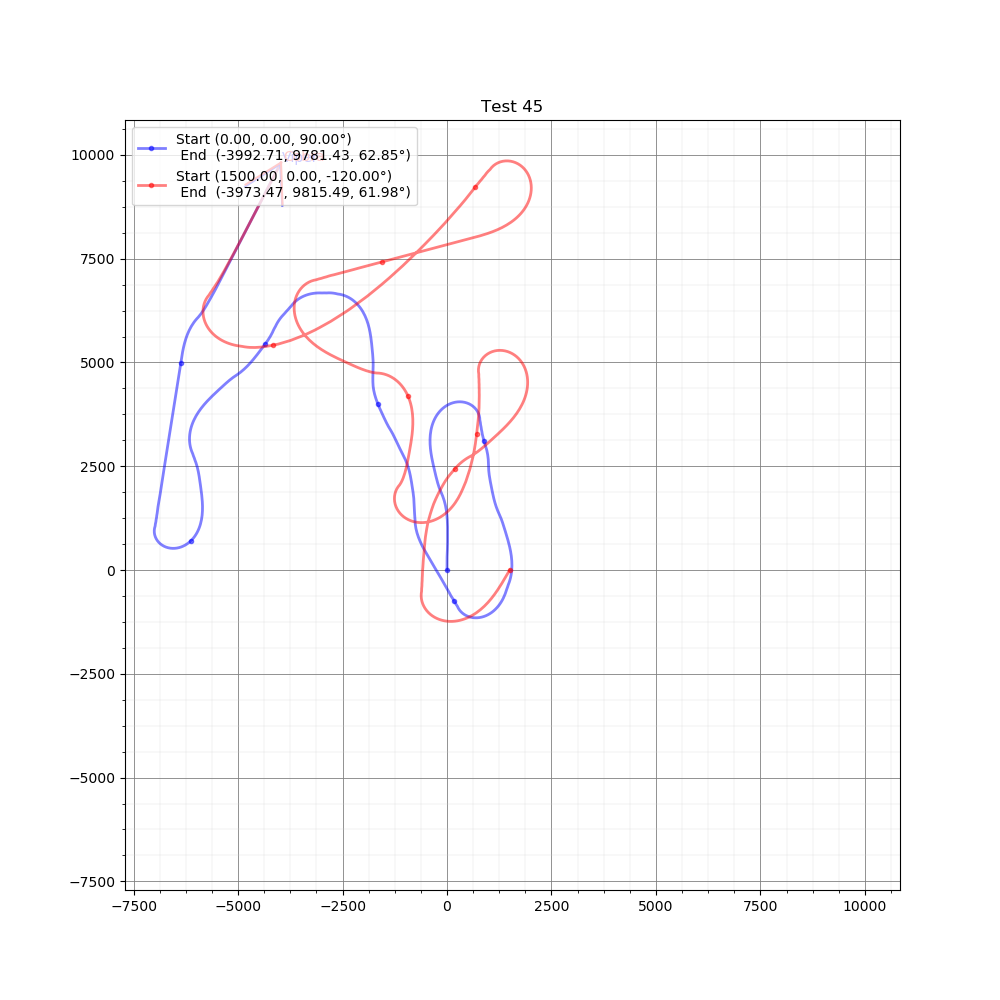 Test 45
Start (0.00, 0.00, 90.00°)
End (-3992.71, 9781.43, 62.85°)
Start (1500.00, 0.00, -120.00°)
End (-3973.47, 9815.49, 61.98°)
10000
7500
5000
2500
0
−2500
−5000
−7500
−7500 −5000 −2500 0 2500 5000 7500 10000